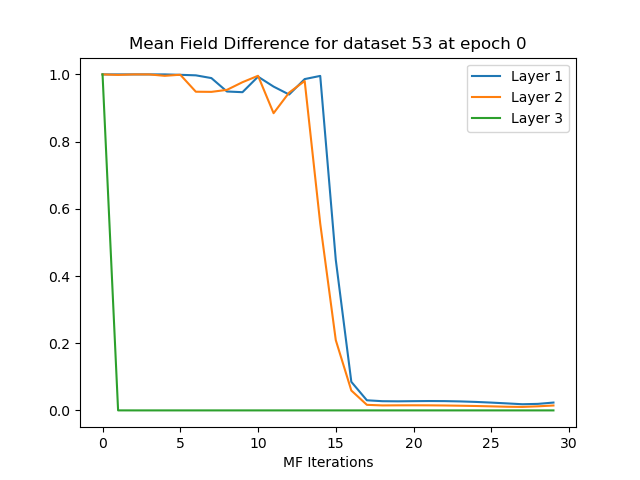 Mean Field Difference for dataset 53 at epoch 0
1.0
0.8
0.6
0.4
0.2
0.0
Layer 1
Layer 2
Layer 3
0 5 10 15 20 25 30
MF Iterations